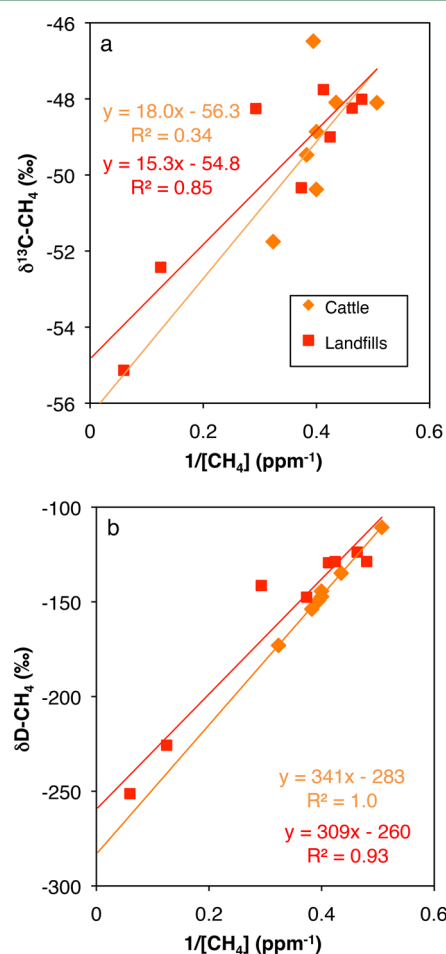 -46
a
-48
y = 18.0x - 56.3
R² = 0.34
-50
y = 15.3x - 54.8
R² = 0.85
δ¹³C-CH₄ (‰)
-52
-54
Cattle
Landfills
-56
0
0.2
0.4
0.6
1/[CH₄] (ppm⁻¹)
-100
b
-150
δD-CH₄ (‰)
-200
-250
y = 341x - 283
R² = 1.0
y = 309x - 260
R² = 0.93
-300
0
0.2
0.4
0.6
1/[CH₄] (ppm⁻¹)